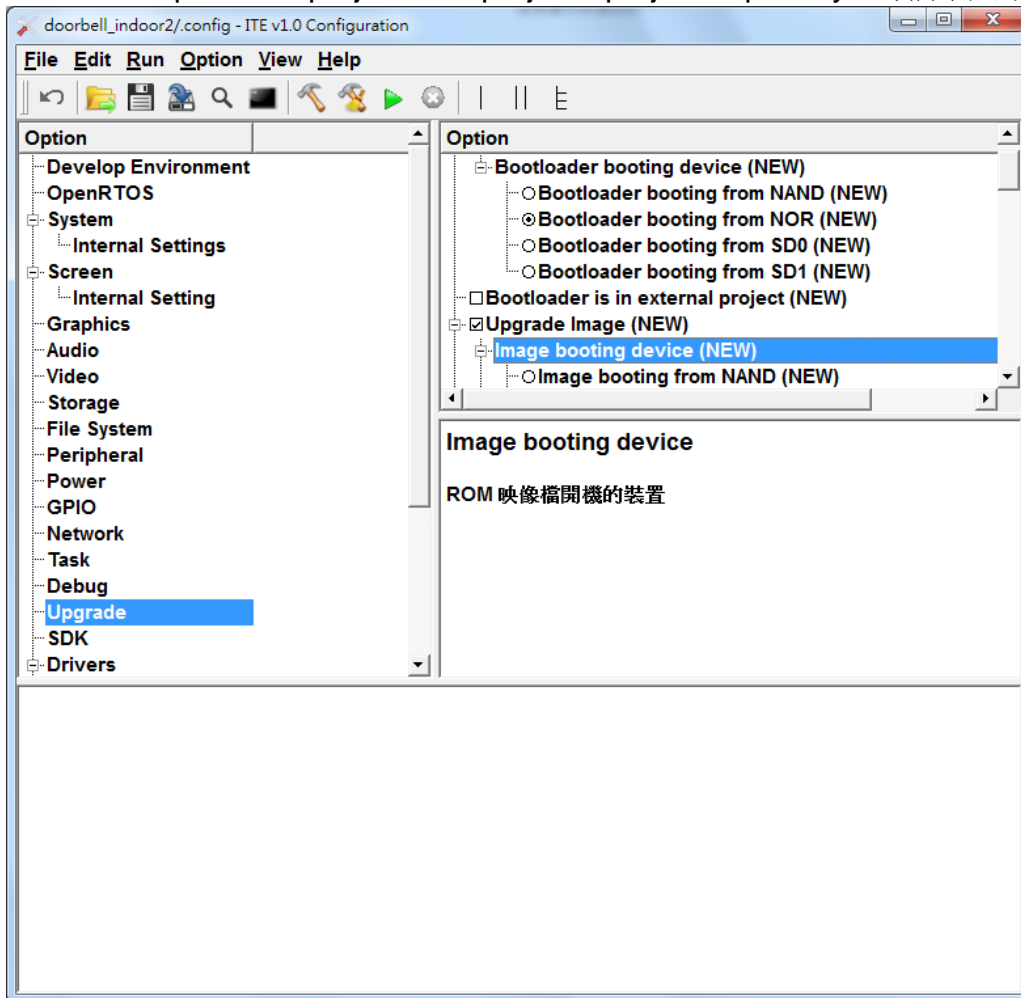 doorbell_indoor2/.config - ITE v1.0 Configuration
File Edit Run Option View Help
Option
Develop Environment
OpenRTOS
System
Internal Settings
Screen
Internal Setting
Graphics
Audio
Video
Storage
File System
Peripheral
Power
GPIO
Network
Task
Debug
Upgrade
SDK
Drivers
Option
Bootloader booting device (NEW)
Bootloader booting from NAND (NEW)
Bootloader booting from NOR (NEW)
Bootloader booting from SD0 (NEW)
Bootloader booting from SD1 (NEW)
Bootloader is in external project (NEW)
Upgrade Image (NEW)
Image booting device (NEW)
Image booting from NAND (NEW)
Image booting device
ROM 映像檔開機的裝置